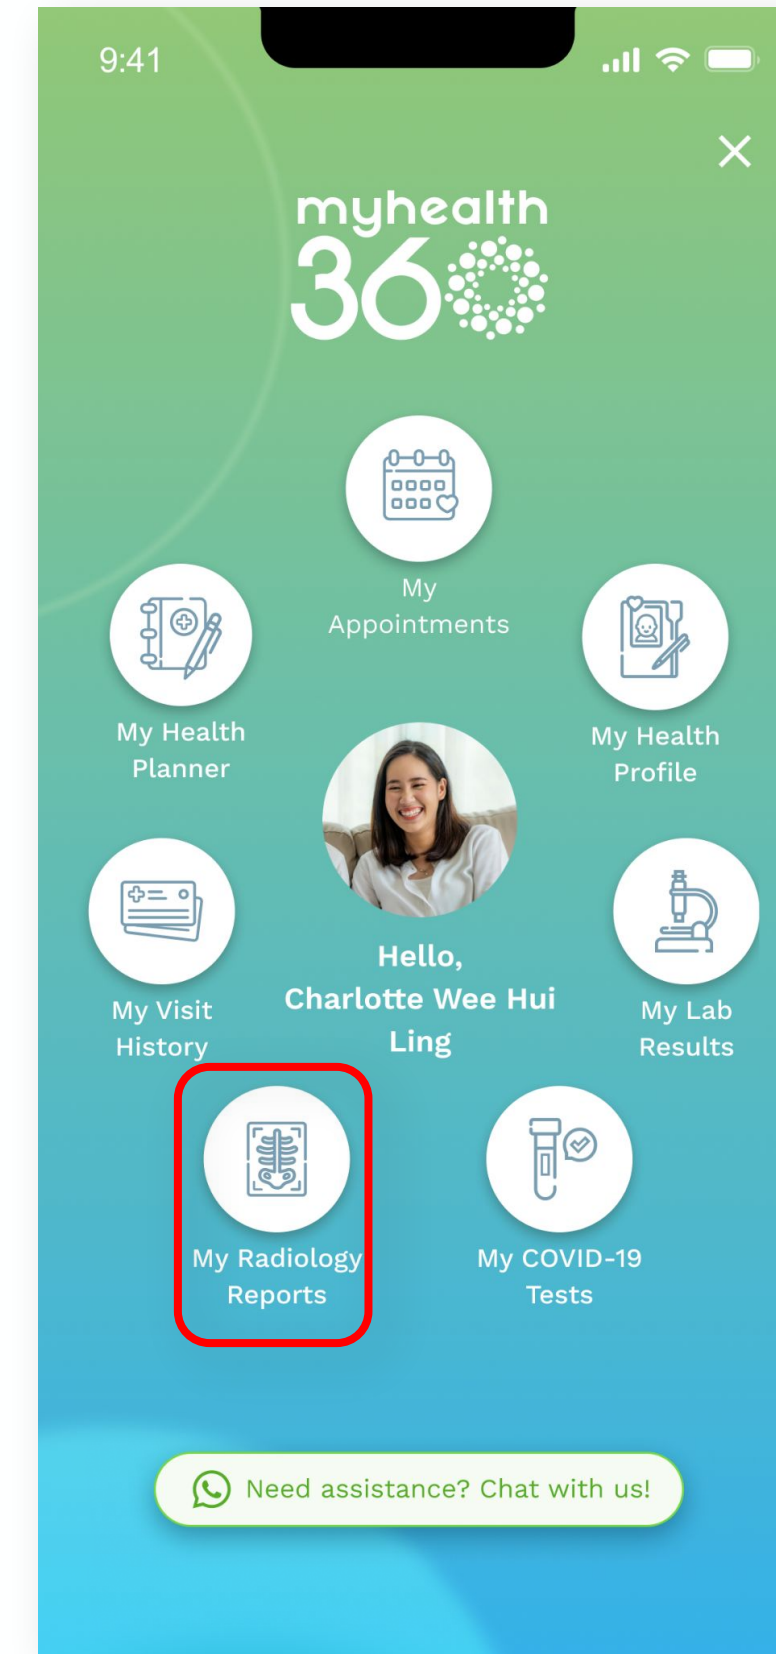 9:41
myhealth
360
My
Appointments
My Health
Planner
My Health
Profile
Hello,
Charlotte Wee Hui
Ling
My Visit
History
My Lab
Results
My Radiology
Reports
My COVID-19
Tests
Need assistance? Chat with us!